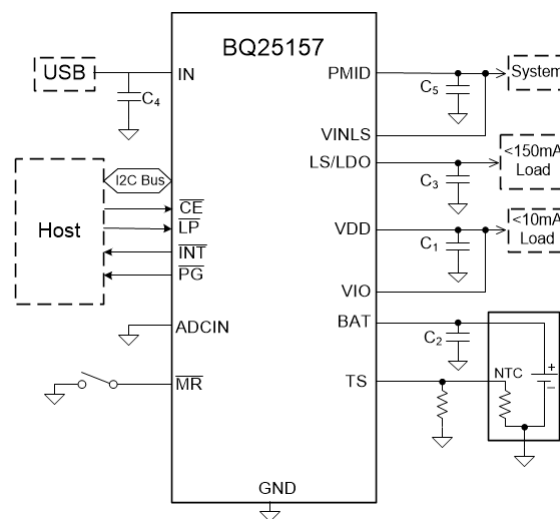 BQ25157
USB
IN
C4
I2C Bus
Host
CE
LP
INT
PG
ADCIN
MR
GND
PMID
C5
System
VINLS
LS/LDO
C3
<150mA
Load
VDD
C1
<10mA
Load
VIO
BAT
C2
+
−
TS
NTC